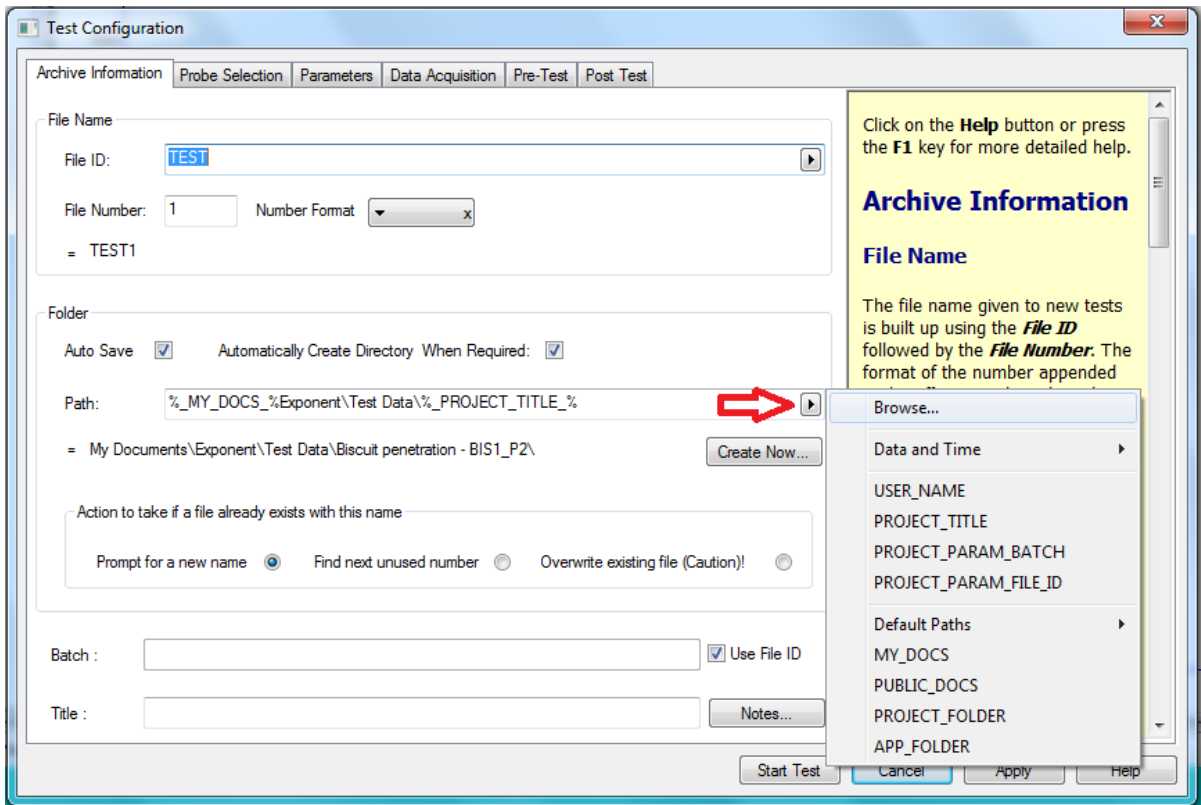 Test Configuration
x
Archive Information Probe Selection Parameters Data Acquisition Pre-Test Post Test
File Name
File ID: TEST
File Number: 1 Number Format x
= TEST1
Folder
Auto Save Automatically Create Directory When Required:
Path: %_MY_DOCS_%Exponent\Test Data\%_PROJECT_TITLE_%
= My Documents\Exponent\Test Data\Biscuit penetration - BIS1_P2\ Create Now...
Action to take if a file already exists with this name
Prompt for a new name Find next unused number Overwrite existing file (Caution)!
Batch : Use File ID
Title : Notes...
Click on the Help button or press
the F1 key for more detailed help.
Archive Information
File Name
The file name given to new tests
is built up using the File ID
followed by the File Number. The
format of the number appended
Browse...
Data and Time
USER_NAME
PROJECT_TITLE
PROJECT_PARAM_BATCH
PROJECT_PARAM_FILE_ID
Default Paths
MY_DOCS
PUBLIC_DOCS
PROJECT_FOLDER
APP_FOLDER
Start Test Cancel Apply Help